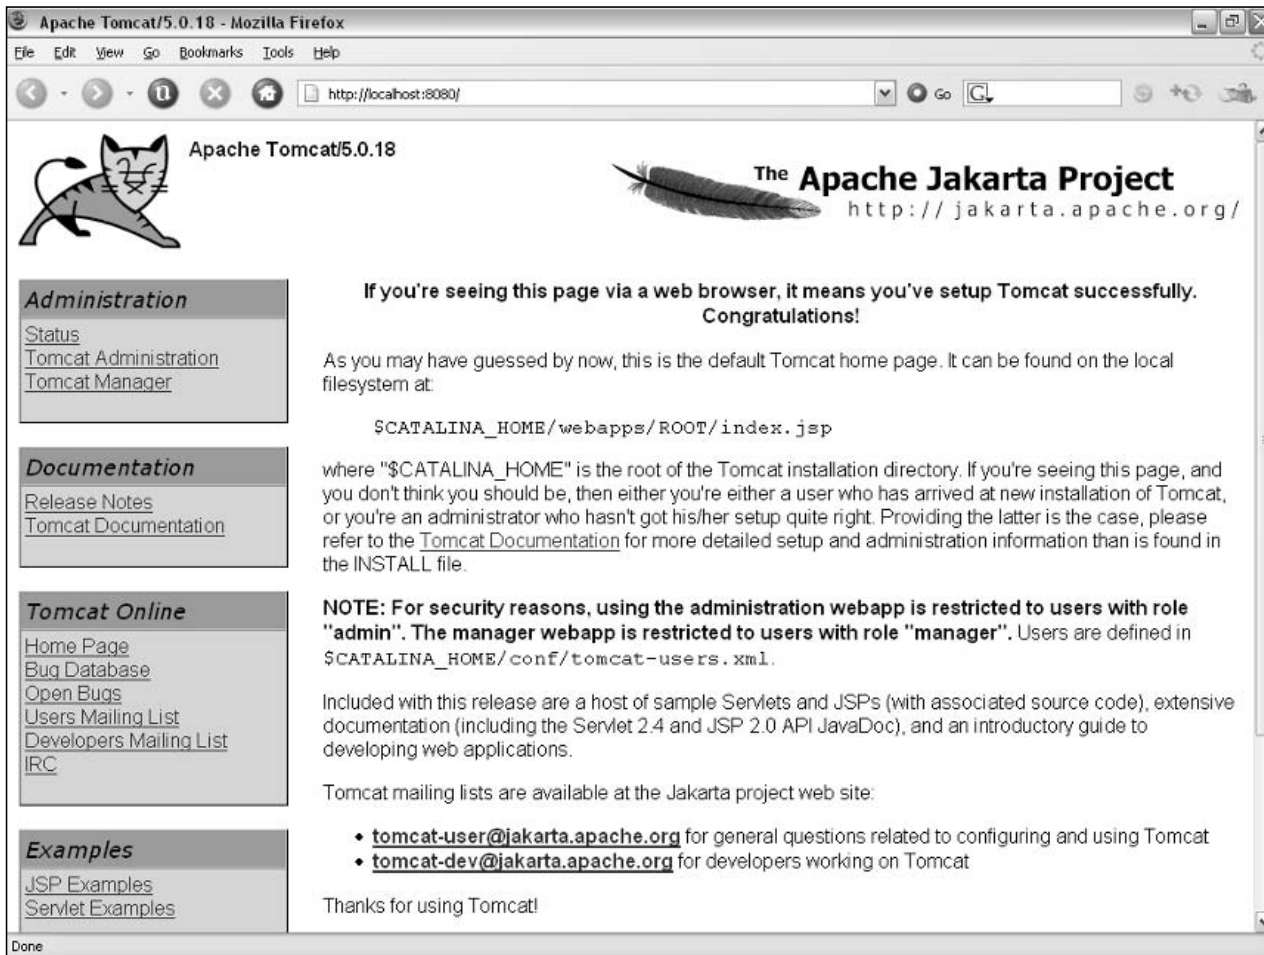 Apache Tomcat/5.0.18 - Mozilla Firefox
File Edit View Go Bookmarks Tools Help
http://localhost:8080/ Go G
Apache Tomcat/5.0.18
The Apache Jakarta Project
http://jakarta.apache.org/
Administration
Status
Tomcat Administration
Tomcat Manager
Documentation
Release Notes
Tomcat Documentation
Tomcat Online
Home Page
Bug Database
Open Bugs
Users Mailing List
Developers Mailing List
IRC
Examples
JSP Examples
Servlet Examples
If you're seeing this page via a web browser, it means you've setup Tomcat successfully.
Congratulations!
As you may have guessed by now, this is the default Tomcat home page. It can be found on the local
filesystem at:
$CATALINA_HOME/webapps/ROOT/index.jsp
where "$CATALINA_HOME" is the root of the Tomcat installation directory. If you're seeing this page, and
you don't think you should be, then either you're either a user who has arrived at new installation of Tomcat,
or you're an administrator who hasn't got his/her setup quite right. Providing the latter is the case, please
refer to the Tomcat Documentation for more detailed setup and administration information than is found in
the INSTALL file.
NOTE: For security reasons, using the administration webapp is restricted to users with role
"admin". The manager webapp is restricted to users with role "manager". Users are defined in
$CATALINA_HOME/conf/tomcat-users.xml.
Included with this release are a host of sample Servlets and JSPs (with associated source code), extensive
documentation (including the Servlet 2.4 and JSP 2.0 API JavaDoc), and an introductory guide to
developing web applications.
Tomcat mailing lists are available at the Jakarta project web site:
• tomcat-user@jakarta.apache.org for general questions related to configuring and using Tomcat
• tomcat-dev@jakarta.apache.org for developers working on Tomcat
Thanks for using Tomcat!
Done